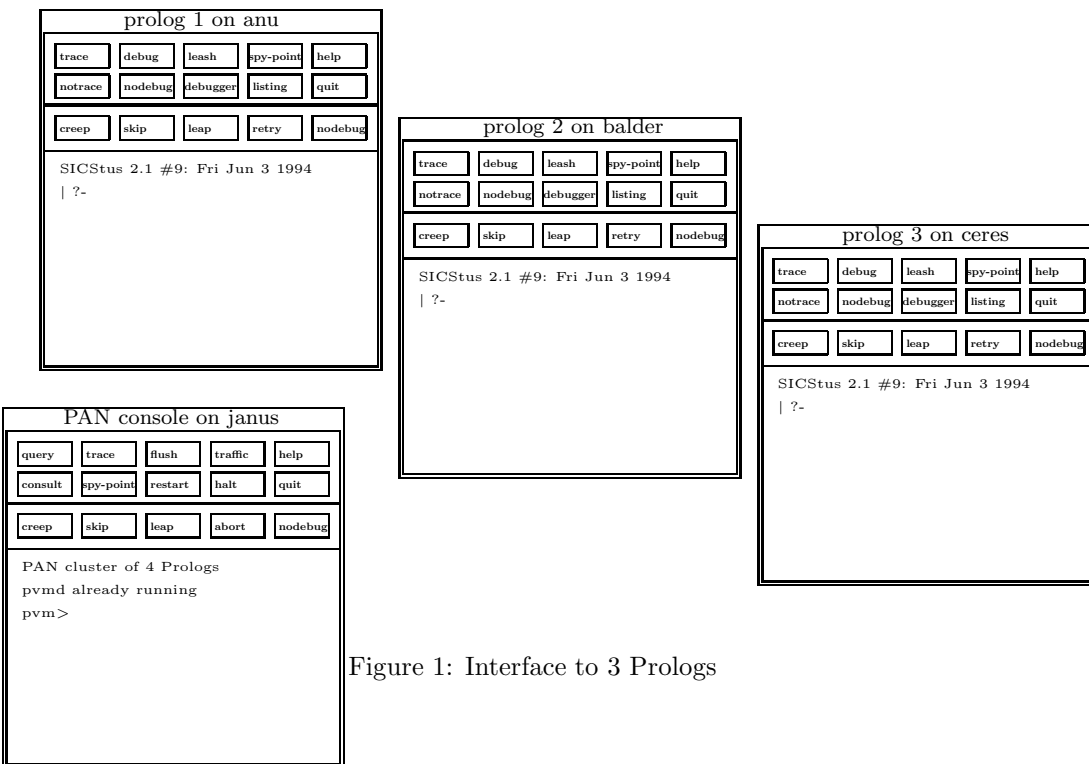 prolog 1 on anu
trace debug leash spy-point help
notrace nodebug debugger listing quit
creep skip leap retry nodebug
SICStus 2.1 #9: Fri Jun 3 1994
| ?-
prolog 2 on balder
trace debug leash spy-point help
notrace nodebug debugger listing quit
creep skip leap retry nodebug
SICStus 2.1 #9: Fri Jun 3 1994
| ?-
prolog 3 on ceres
trace debug leash spy-point help
notrace nodebug debugger listing quit
creep skip leap retry nodebug
SICStus 2.1 #9: Fri Jun 3 1994
| ?-
PAN console on janus
query trace flush traffic help
consult spy-point restart halt quit
creep skip leap abort nodebug
PAN cluster of 4 Prologs
pvmd already running
pvm>
Figure 1: Interface to 3 Prologs